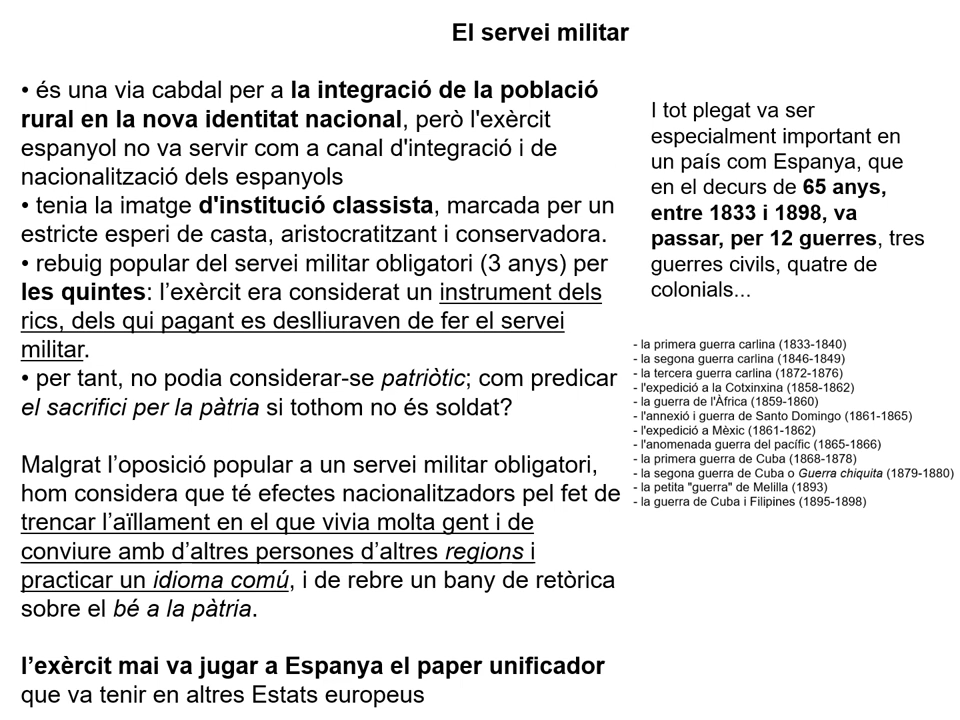 El servei militar
• és una via cabdal per a la integració de la població
rural en la nova identitat nacional, però l'exèrcit
espanyol no va servir com a canal d'integració i de
nacionalització dels espanyols
• tenia la imatge d'institució classista, marcada per un
estricte esperi de casta, aristocratitzant i conservadora.
• rebuig popular del servei militar obligatori (3 anys) per
les quintes: l’exèrcit era considerat un instrument dels
rics, dels qui pagant es deslliuraven de fer el servei
militar.
• per tant, no podia considerar-se patriòtic; com predicar
el sacrifici per la pàtria si tothom no és soldat?
Malgrat l’oposició popular a un servei militar obligatori,
hom considera que té efectes nacionalitzadors pel fet de
trencar l’aïllament en el que vivia molta gent i de
conviure amb d’altres persones d’altres regions i
practicar un idioma comú, i de rebre un bany de retòrica
sobre el bé a la pàtria.
l’exèrcit mai va jugar a Espanya el paper unificador
que va tenir en altres Estats europeus
I tot plegat va ser
especialment important en
un país com Espanya, que
en el decurs de 65 anys,
entre 1833 i 1898, va
passar, per 12 guerres, tres
guerres civils, quatre de
colonials...
- la primera guerra carlina (1833-1840)
- la segona guerra carlina (1846-1849)
- la tercera guerra carlina (1872-1876)
- l'expedició a la Cotxinxina (1858-1862)
- la guerra de l'Àfrica (1859-1860)
- l'annexió i guerra de Santo Domingo (1861-1865)
- l'expedició a Mèxic (1861-1862)
- l'anomenada guerra del pacífic (1865-1866)
- la primera guerra de Cuba (1868-1878)
- la segona guerra de Cuba o Guerra chiquita (1879-1880)
- la petita "guerra" de Melilla (1893)
- la guerra de Cuba i Filipines (1895-1898)